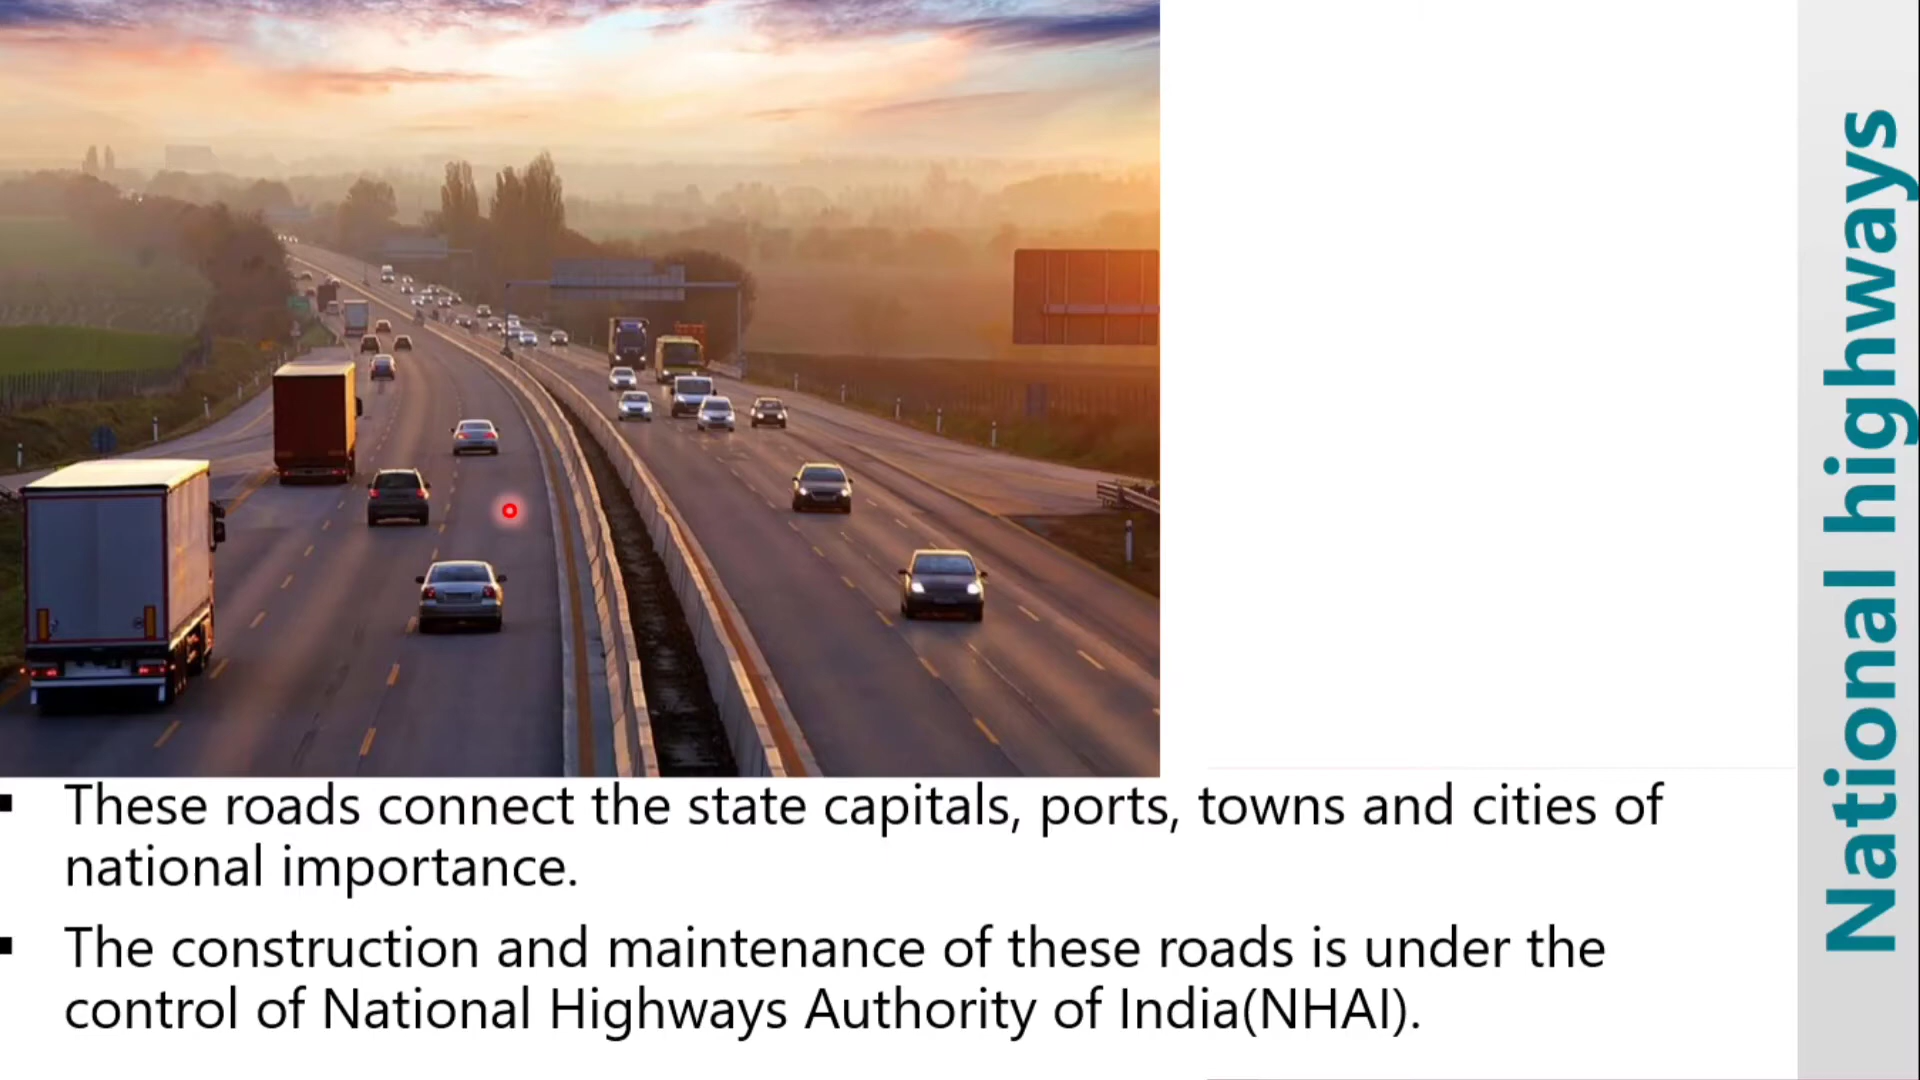 National highways
▪ These roads connect the state capitals, ports, towns and cities of
national importance.
▪ The construction and maintenance of these roads is under the
control of National Highways Authority of India(NHAI).